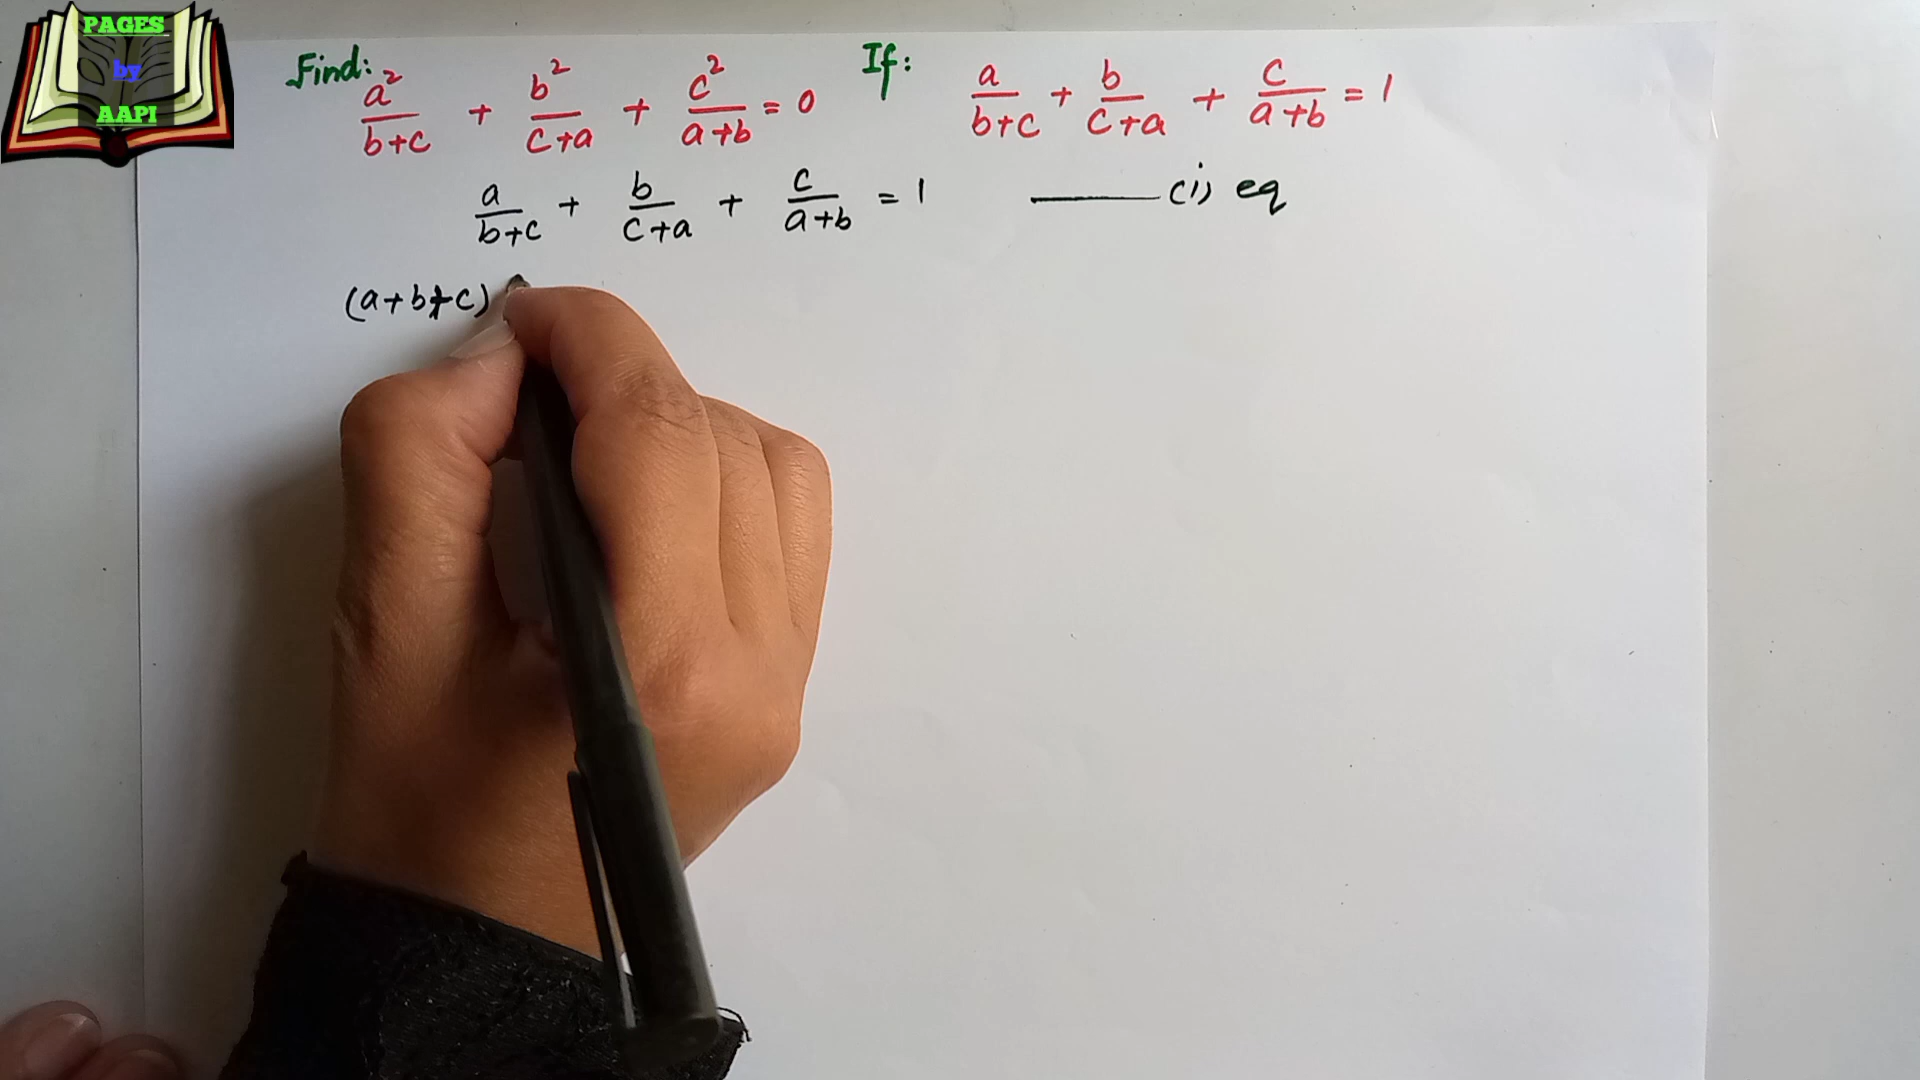 PAGES
by
AAPI
Find: a²/b+c + b²/c+a + c²/a+b = 0 If: a/b+c + b/c+a + c/a+b = 1
a/b+c + b/c+a + c/a+b = 1 ——— (i) eq
(a+b+c)